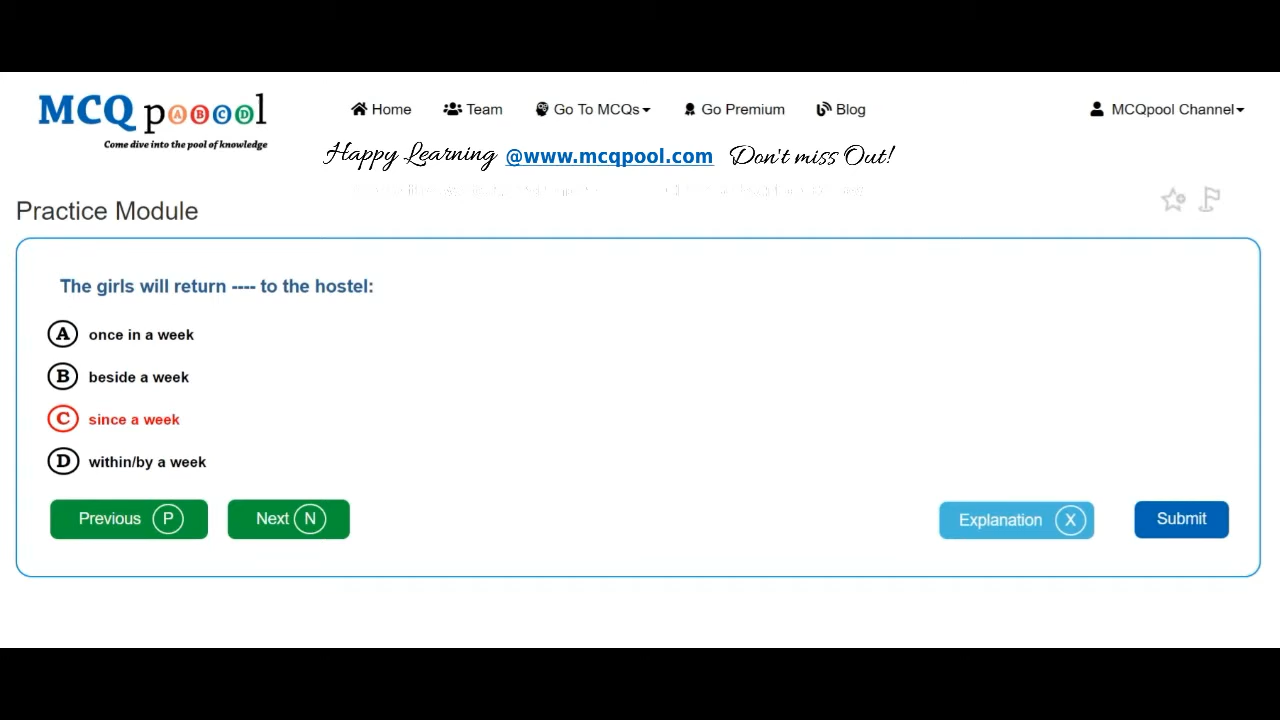 MCQ pABCDl
Come dive into the pool of knowledge
Home Team Go To MCQs Go Premium Blog MCQpool Channel
Happy Learning @www.mcqpool.com Don't miss Out!
Practice Module
The girls will return ---- to the hostel:
A once in a week
B beside a week
C since a week
D within/by a week
Previous P Next N Explanation X Submit